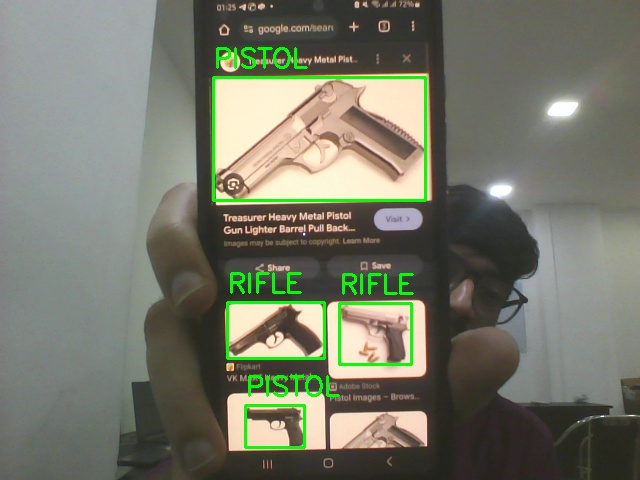 01:25
72%
google.com/sear
PISTOL
Treasurer Heavy Metal Pist...
Treasurer Heavy Metal Pistol
Gun Lighter Barrel Pull Back...
Visit >
Images may be subject to copyright. Learn More
Share
Save
RIFLE
RIFLE
Flipkart
VK
PISTOL
Adobe Stock
Pistol Images – Brows...